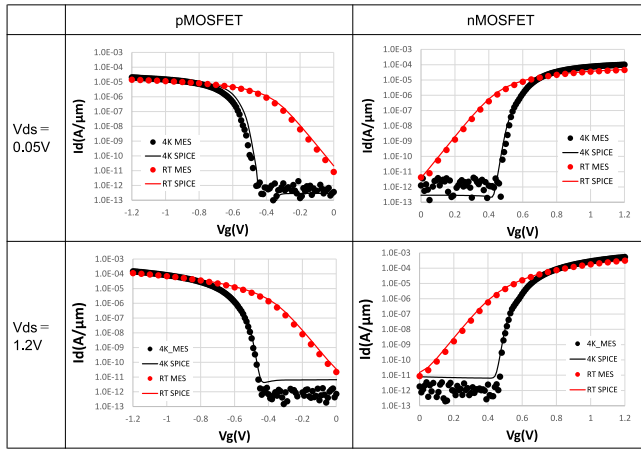 pMOSFET nMOSFET
Vds =
0.05V
Id(A/μm)
1.0E-03
1.0E-04
1.0E-05
1.0E-06
1.0E-07
1.0E-08
1.0E-09
1.0E-10
1.0E-11
1.0E-12
1.0E-13
4K MES
4K SPICE
RT MES
RT SPICE
-1.2 -1 -0.8 -0.6 -0.4 -0.2 0
Vg(V)
Id(A/μm)
1.0E-03
1.0E-04
1.0E-05
1.0E-06
1.0E-07
1.0E-08
1.0E-09
1.0E-10
1.0E-11
1.0E-12
1.0E-13
4K MES
4K SPICE
RT MES
RT SPICE
0 0.2 0.4 0.6 0.8 1 1.2
Vg(V)
Vds =
1.2V
Id(A/μm)
1.0E-03
1.0E-04
1.0E-05
1.0E-06
1.0E-07
1.0E-08
1.0E-09
1.0E-10
1.0E-11
1.0E-12
1.0E-13
4K_MES
4K SPICE
RT MES
RT SPICE
-1.2 -1 -0.8 -0.6 -0.4 -0.2 0
Vg(V)
Id(A/μm)
1.0E-03
1.0E-04
1.0E-05
1.0E-06
1.0E-07
1.0E-08
1.0E-09
1.0E-10
1.0E-11
1.0E-12
1.0E-13
4K_MES
4K SPICE
RT MES
RT SPICE
0 0.2 0.4 0.6 0.8 1 1.2
Vg(V)